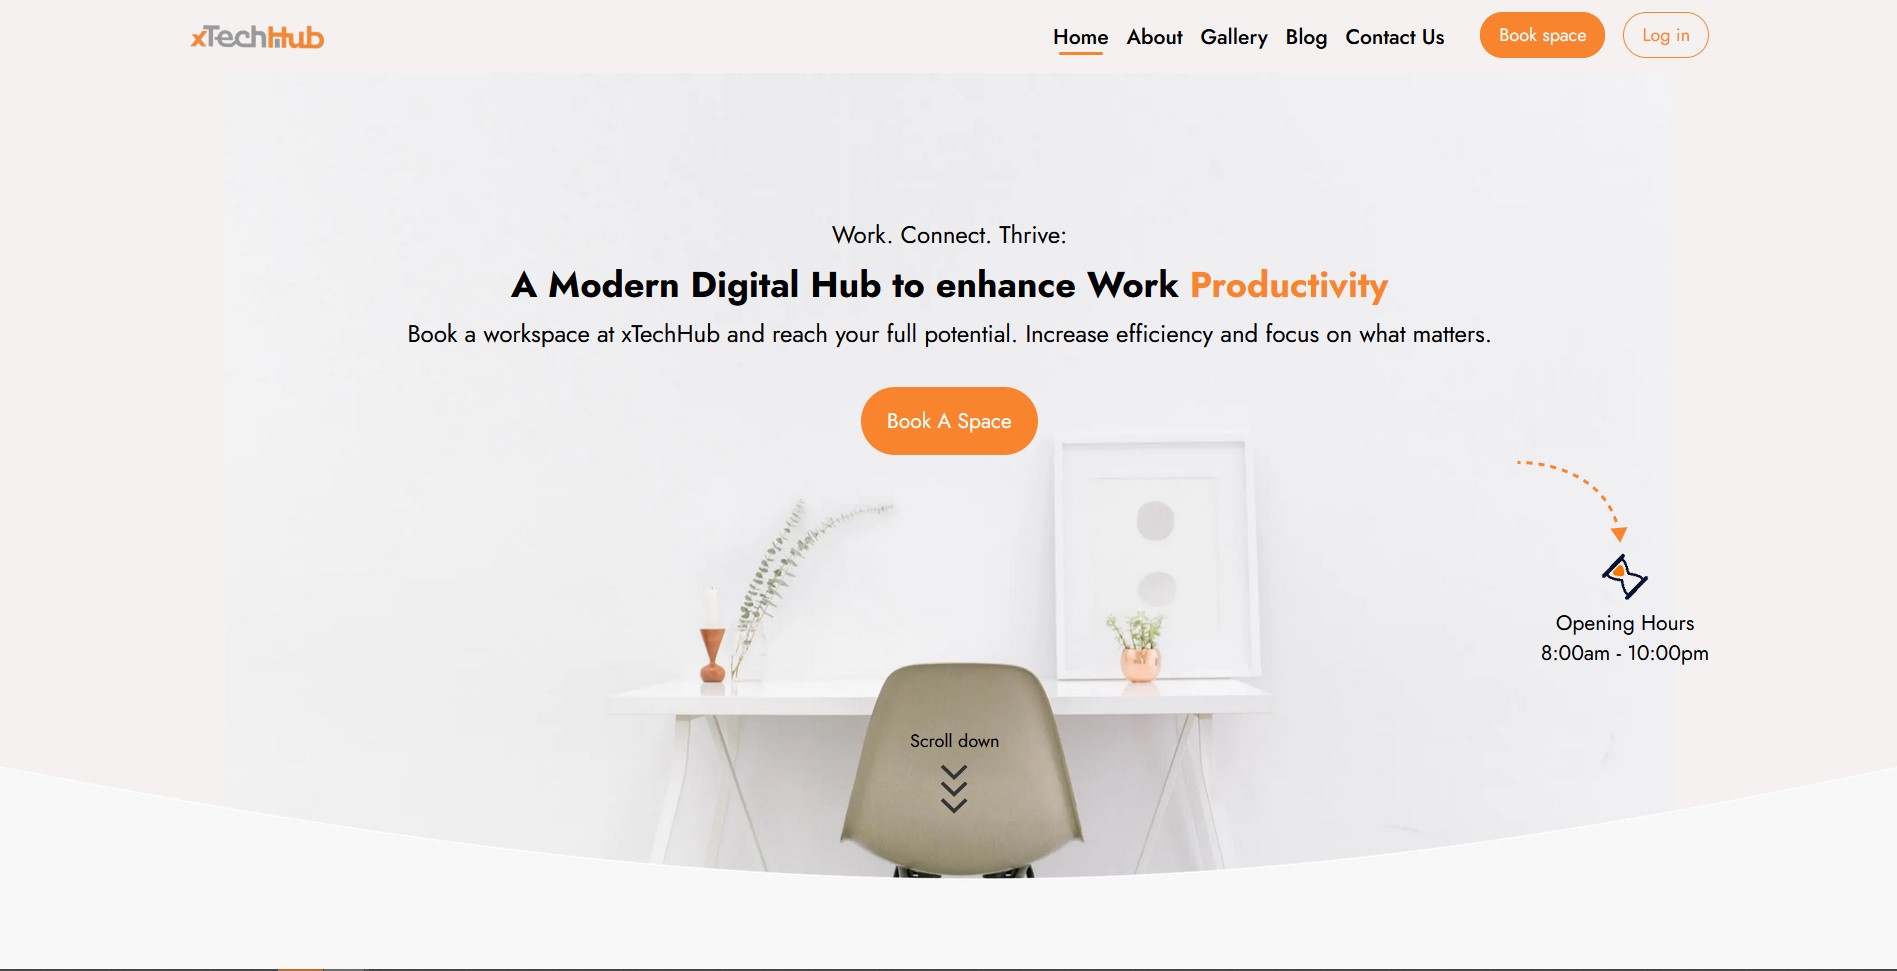 xTechHub
Home About Gallery Blog Contact Us Book space Log in
Work. Connect. Thrive:
A Modern Digital Hub to enhance Work Productivity
Book a workspace at xTechHub and reach your full potential. Increase efficiency and focus on what matters.
Book A Space
Opening Hours
8:00am - 10:00pm
Scroll down